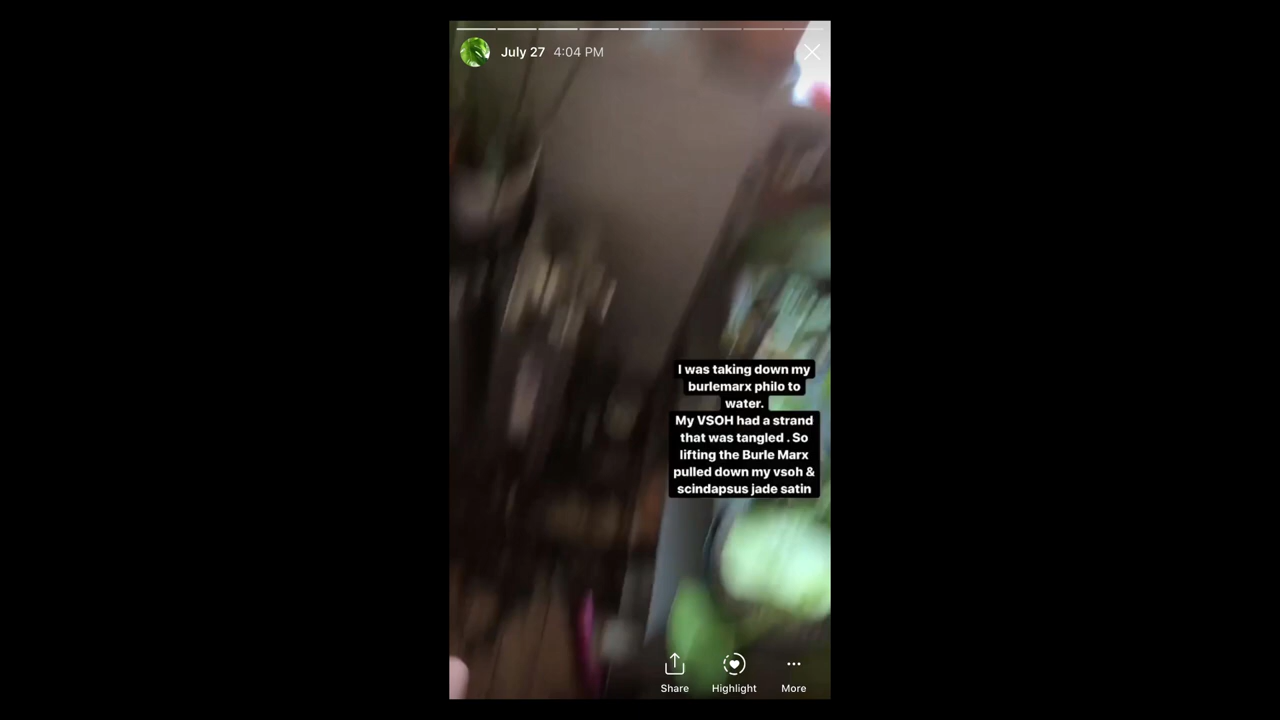 July 27 4:04 PM
I was taking down my
burlemarx philo to
water.
My VSOH had a strand
that was tangled . So
lifting the Burle Marx
pulled down my vsoh &
scindapsus jade satin
Share Highlight More